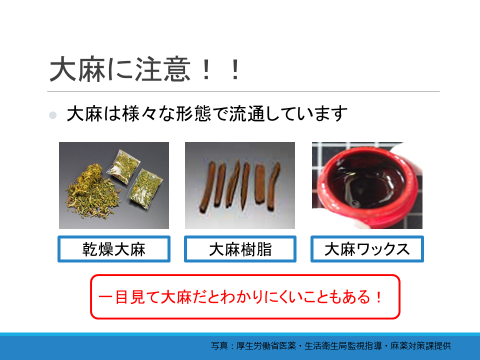 大麻に注意！！
大麻は様々な形態で流通しています
乾燥大麻
大麻樹脂
大麻ワックス
一目見て大麻だとわかりにくいこともある！
写真：厚生労働省医薬・生活衛生局監視指導・麻薬対策課提供